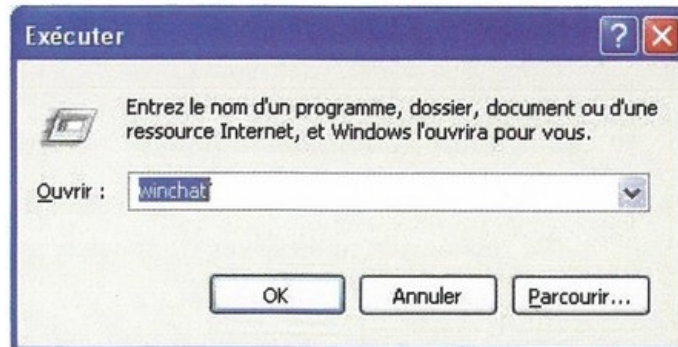 Exécuter
Entrez le nom d'un programme, dossier, document ou d'une
ressource Internet, et Windows l'ouvrira pour vous.
Ouvrir :
winchat
OK
Annuler
Parcourir...